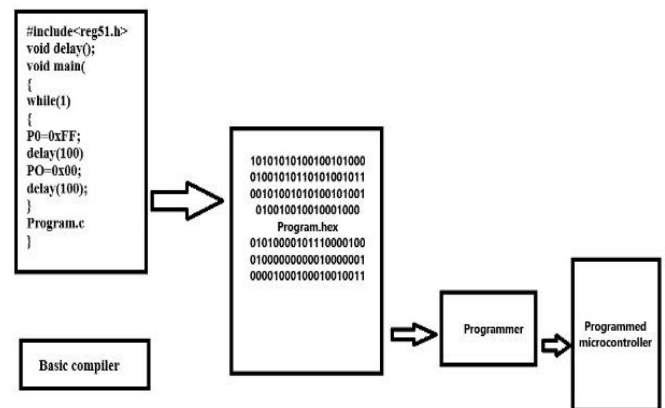 #include<reg51.h>
void delay();
void main(
{
while(1)
{
P0=0xFF;
delay(100)
PO=0x00;
delay(100);
}
Program.c
}
Basic compiler
10101010100100101000
01001010110101001011
00101001010100101001
010010010010001000
Program.hex
01010000101110000100
01000000000010000001
00001000100010010011
Programmer
Programmed
microcontroller